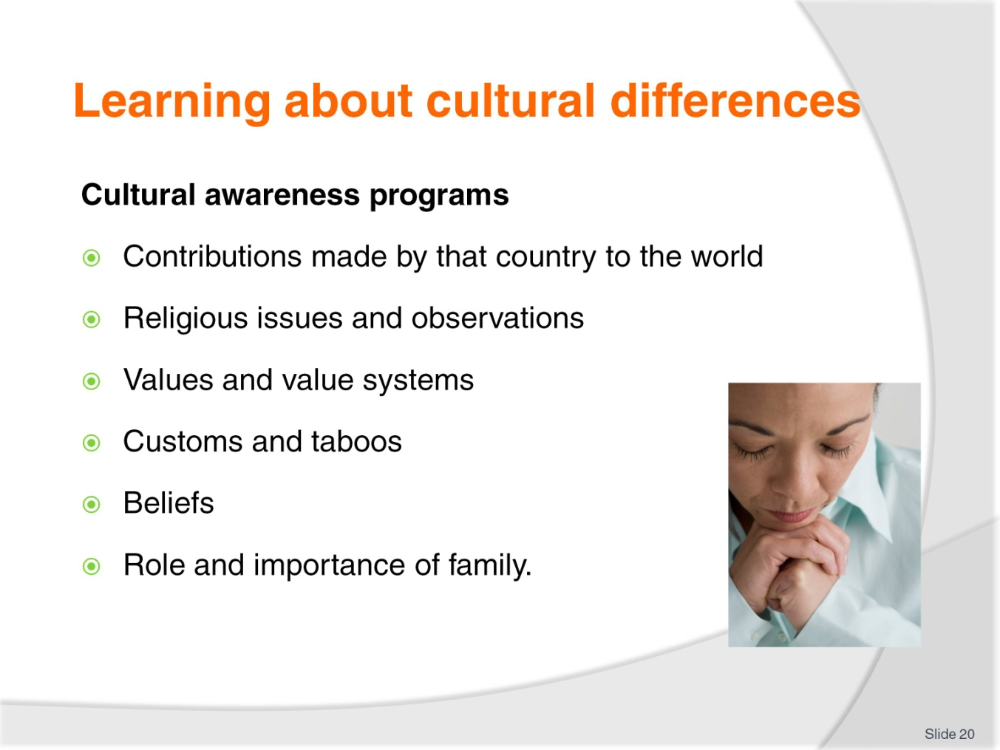 Learning about cultural differences
Cultural awareness programs
Contributions made by that country to the world
Religious issues and observations
Values and value systems
Customs and taboos
Beliefs
Role and importance of family.
Slide 20